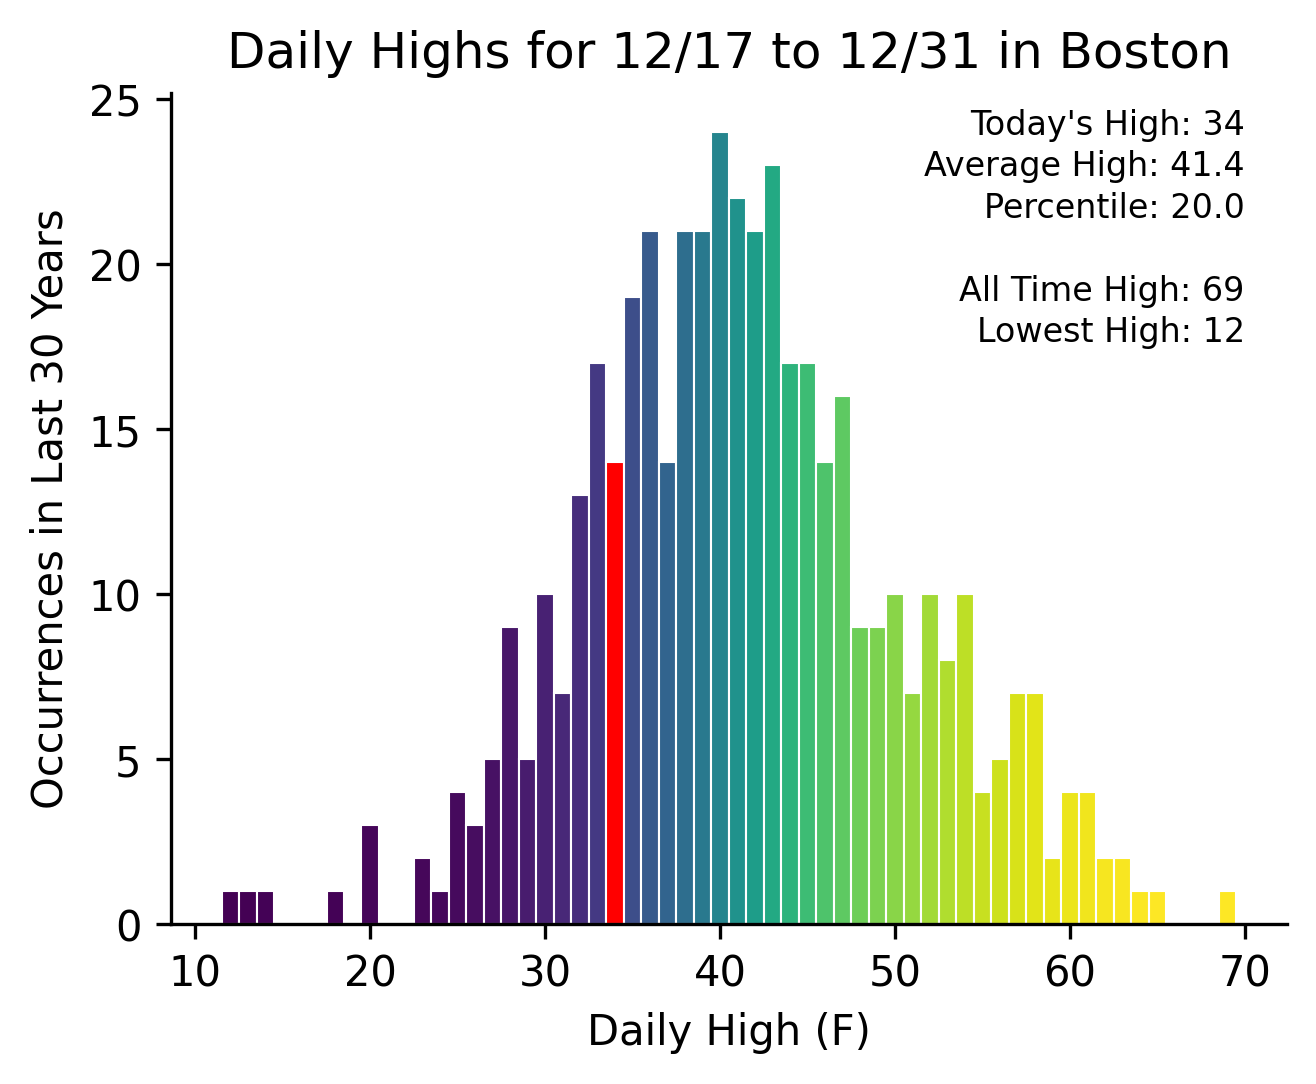 Daily Highs for 12/17 to 12/31 in Boston
Today's High: 34
Average High: 41.4
Percentile: 20.0
All Time High: 69
Lowest High: 12
Occurrences in Last 30 Years
25
20
15
10
5
0
10 20 30 40 50 60 70
Daily High (F)